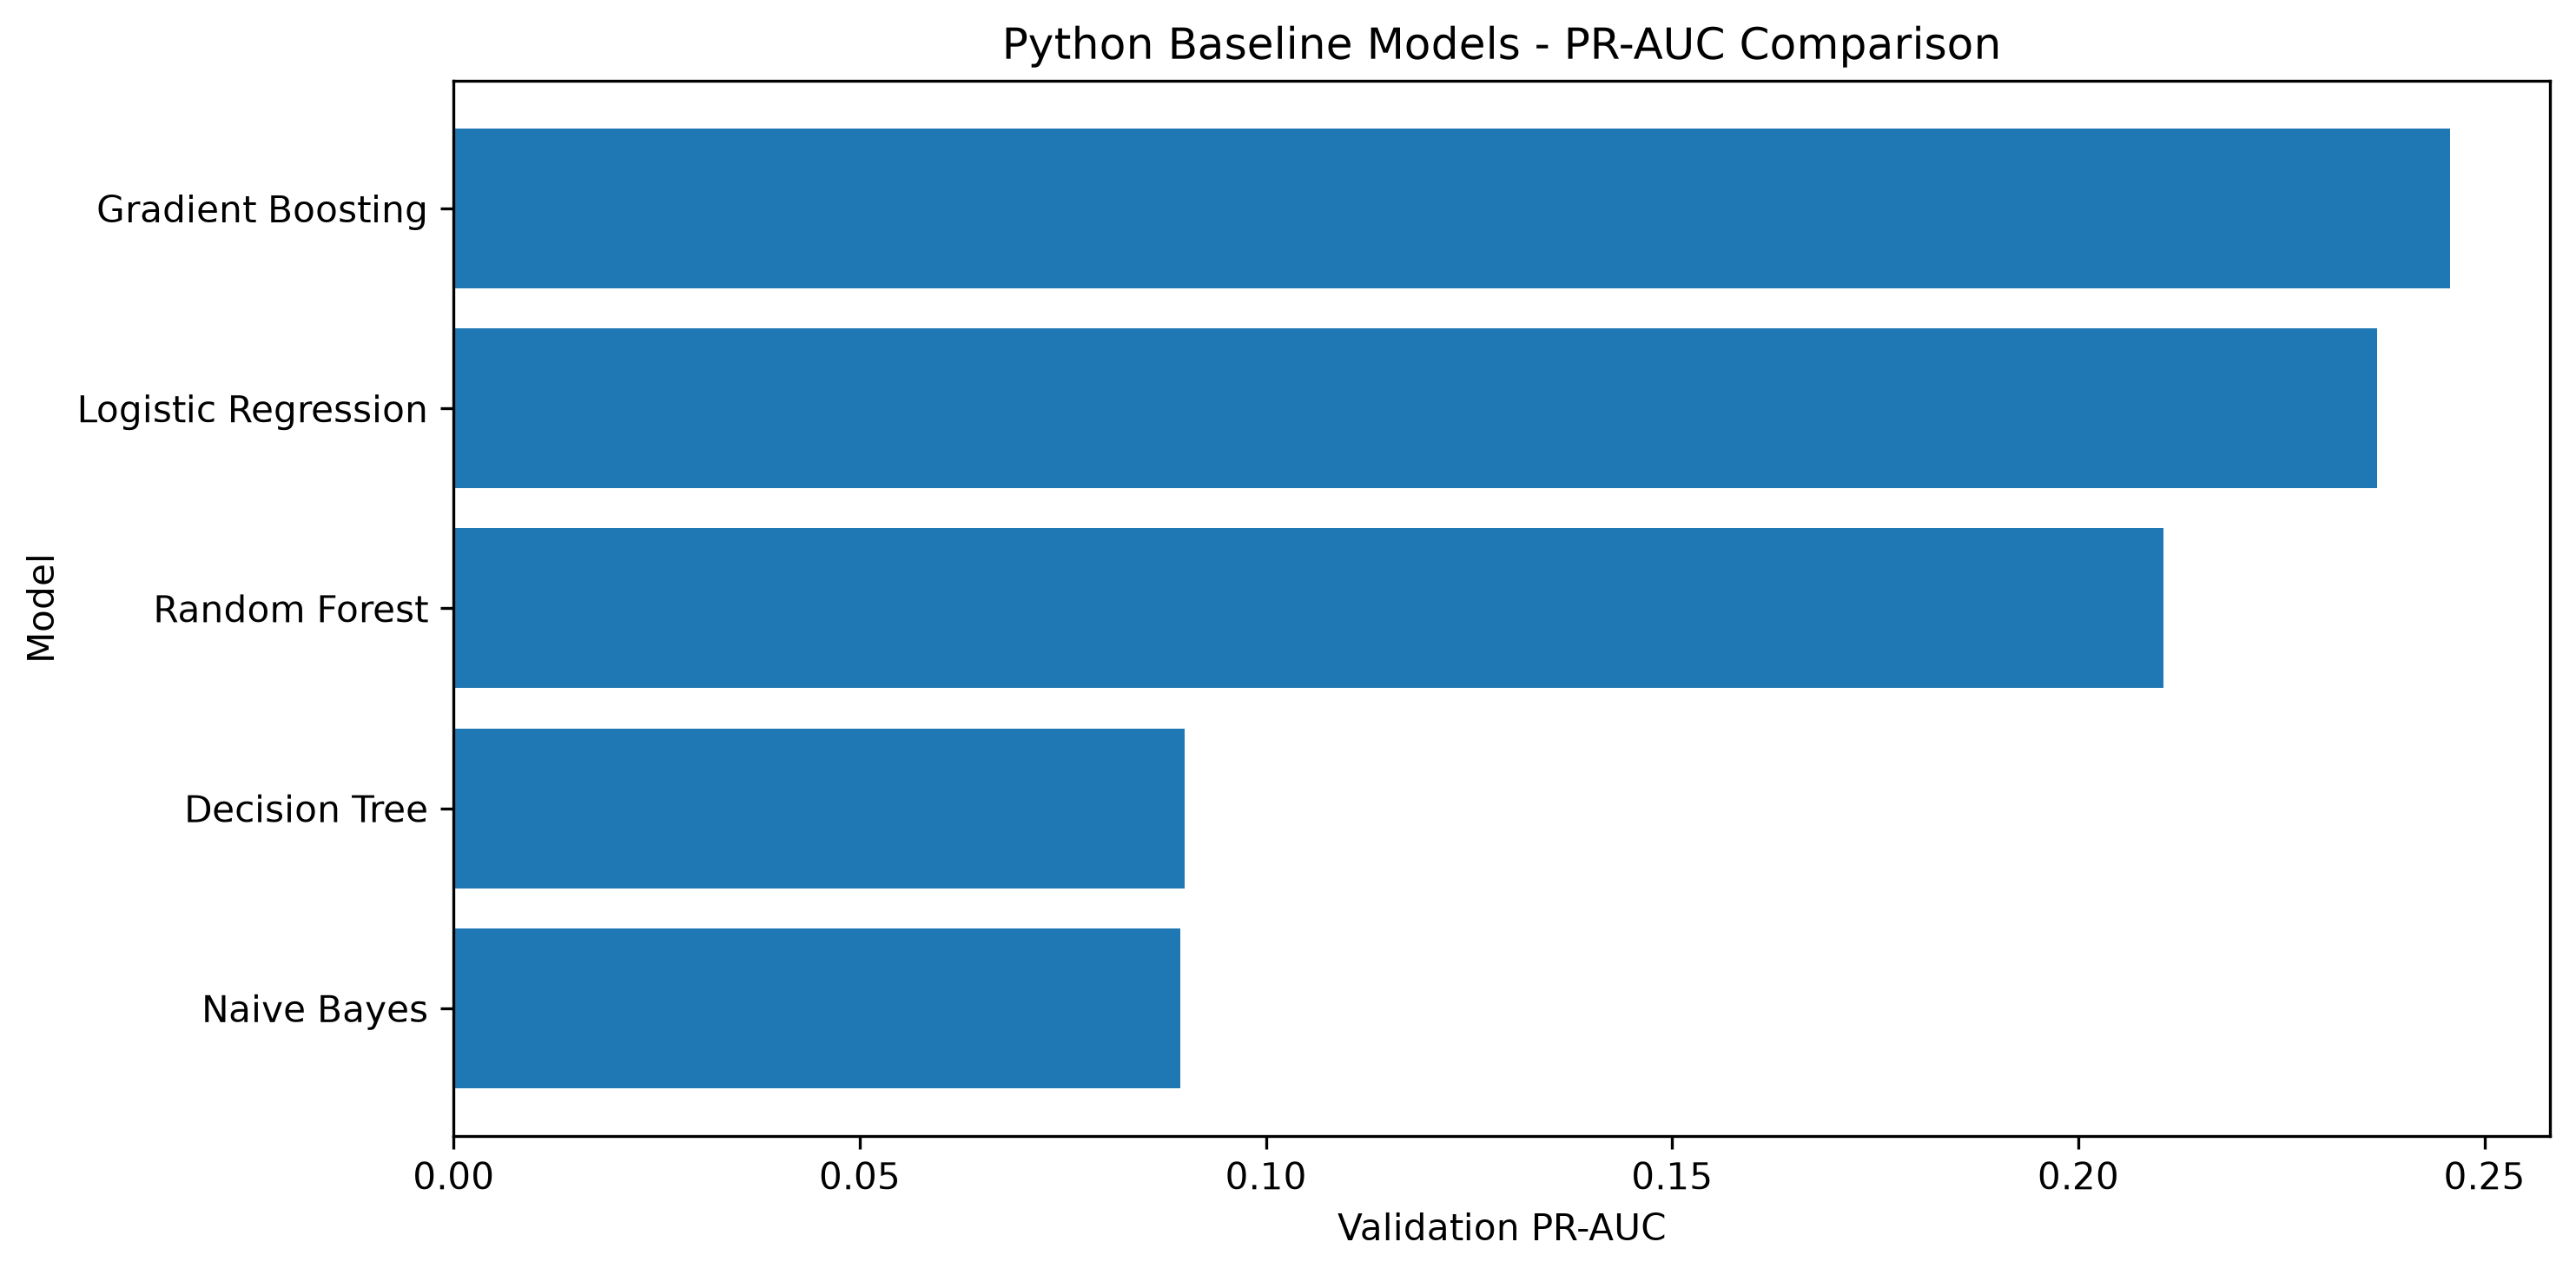 Python Baseline Models - PR-AUC Comparison
Gradient Boosting
Logistic Regression
Random Forest
Decision Tree
Naive Bayes
Model
0.00 0.05 0.10 0.15 0.20 0.25
Validation PR-AUC